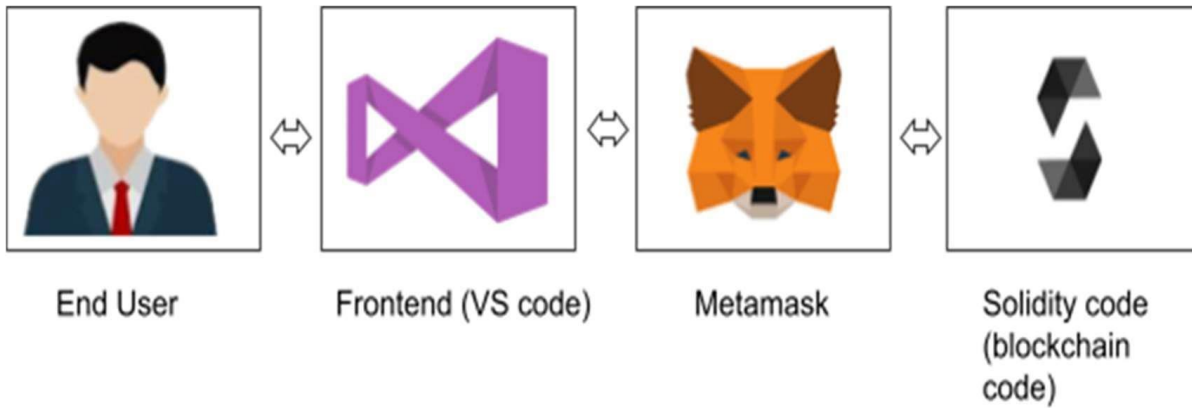 End User
Frontend (VS code)
Metamask
Solidity code
(blockchain
code)